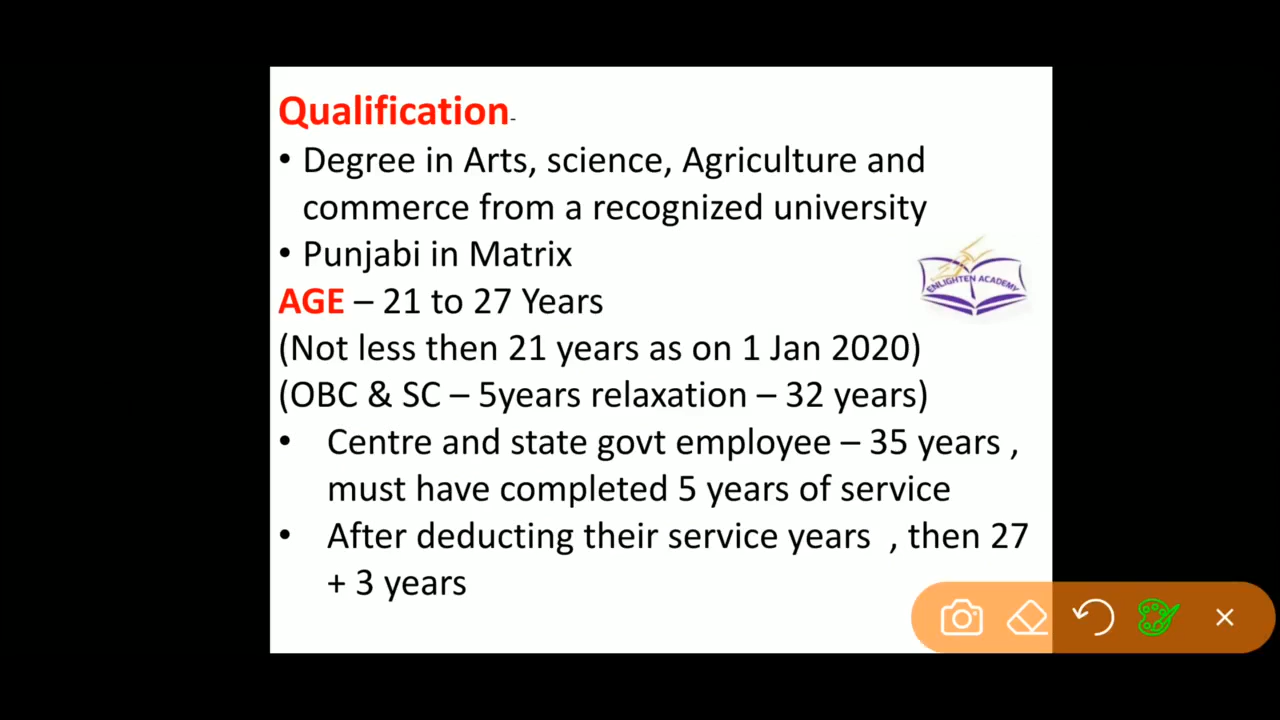 Qualification-
• Degree in Arts, science, Agriculture and
commerce from a recognized university
• Punjabi in Matrix
ENLIGHTEN ACADEMY
AGE – 21 to 27 Years
(Not less then 21 years as on 1 Jan 2020)
(OBC & SC – 5years relaxation – 32 years)
• Centre and state govt employee – 35 years ,
must have completed 5 years of service
• After deducting their service years , then 27
+ 3 years